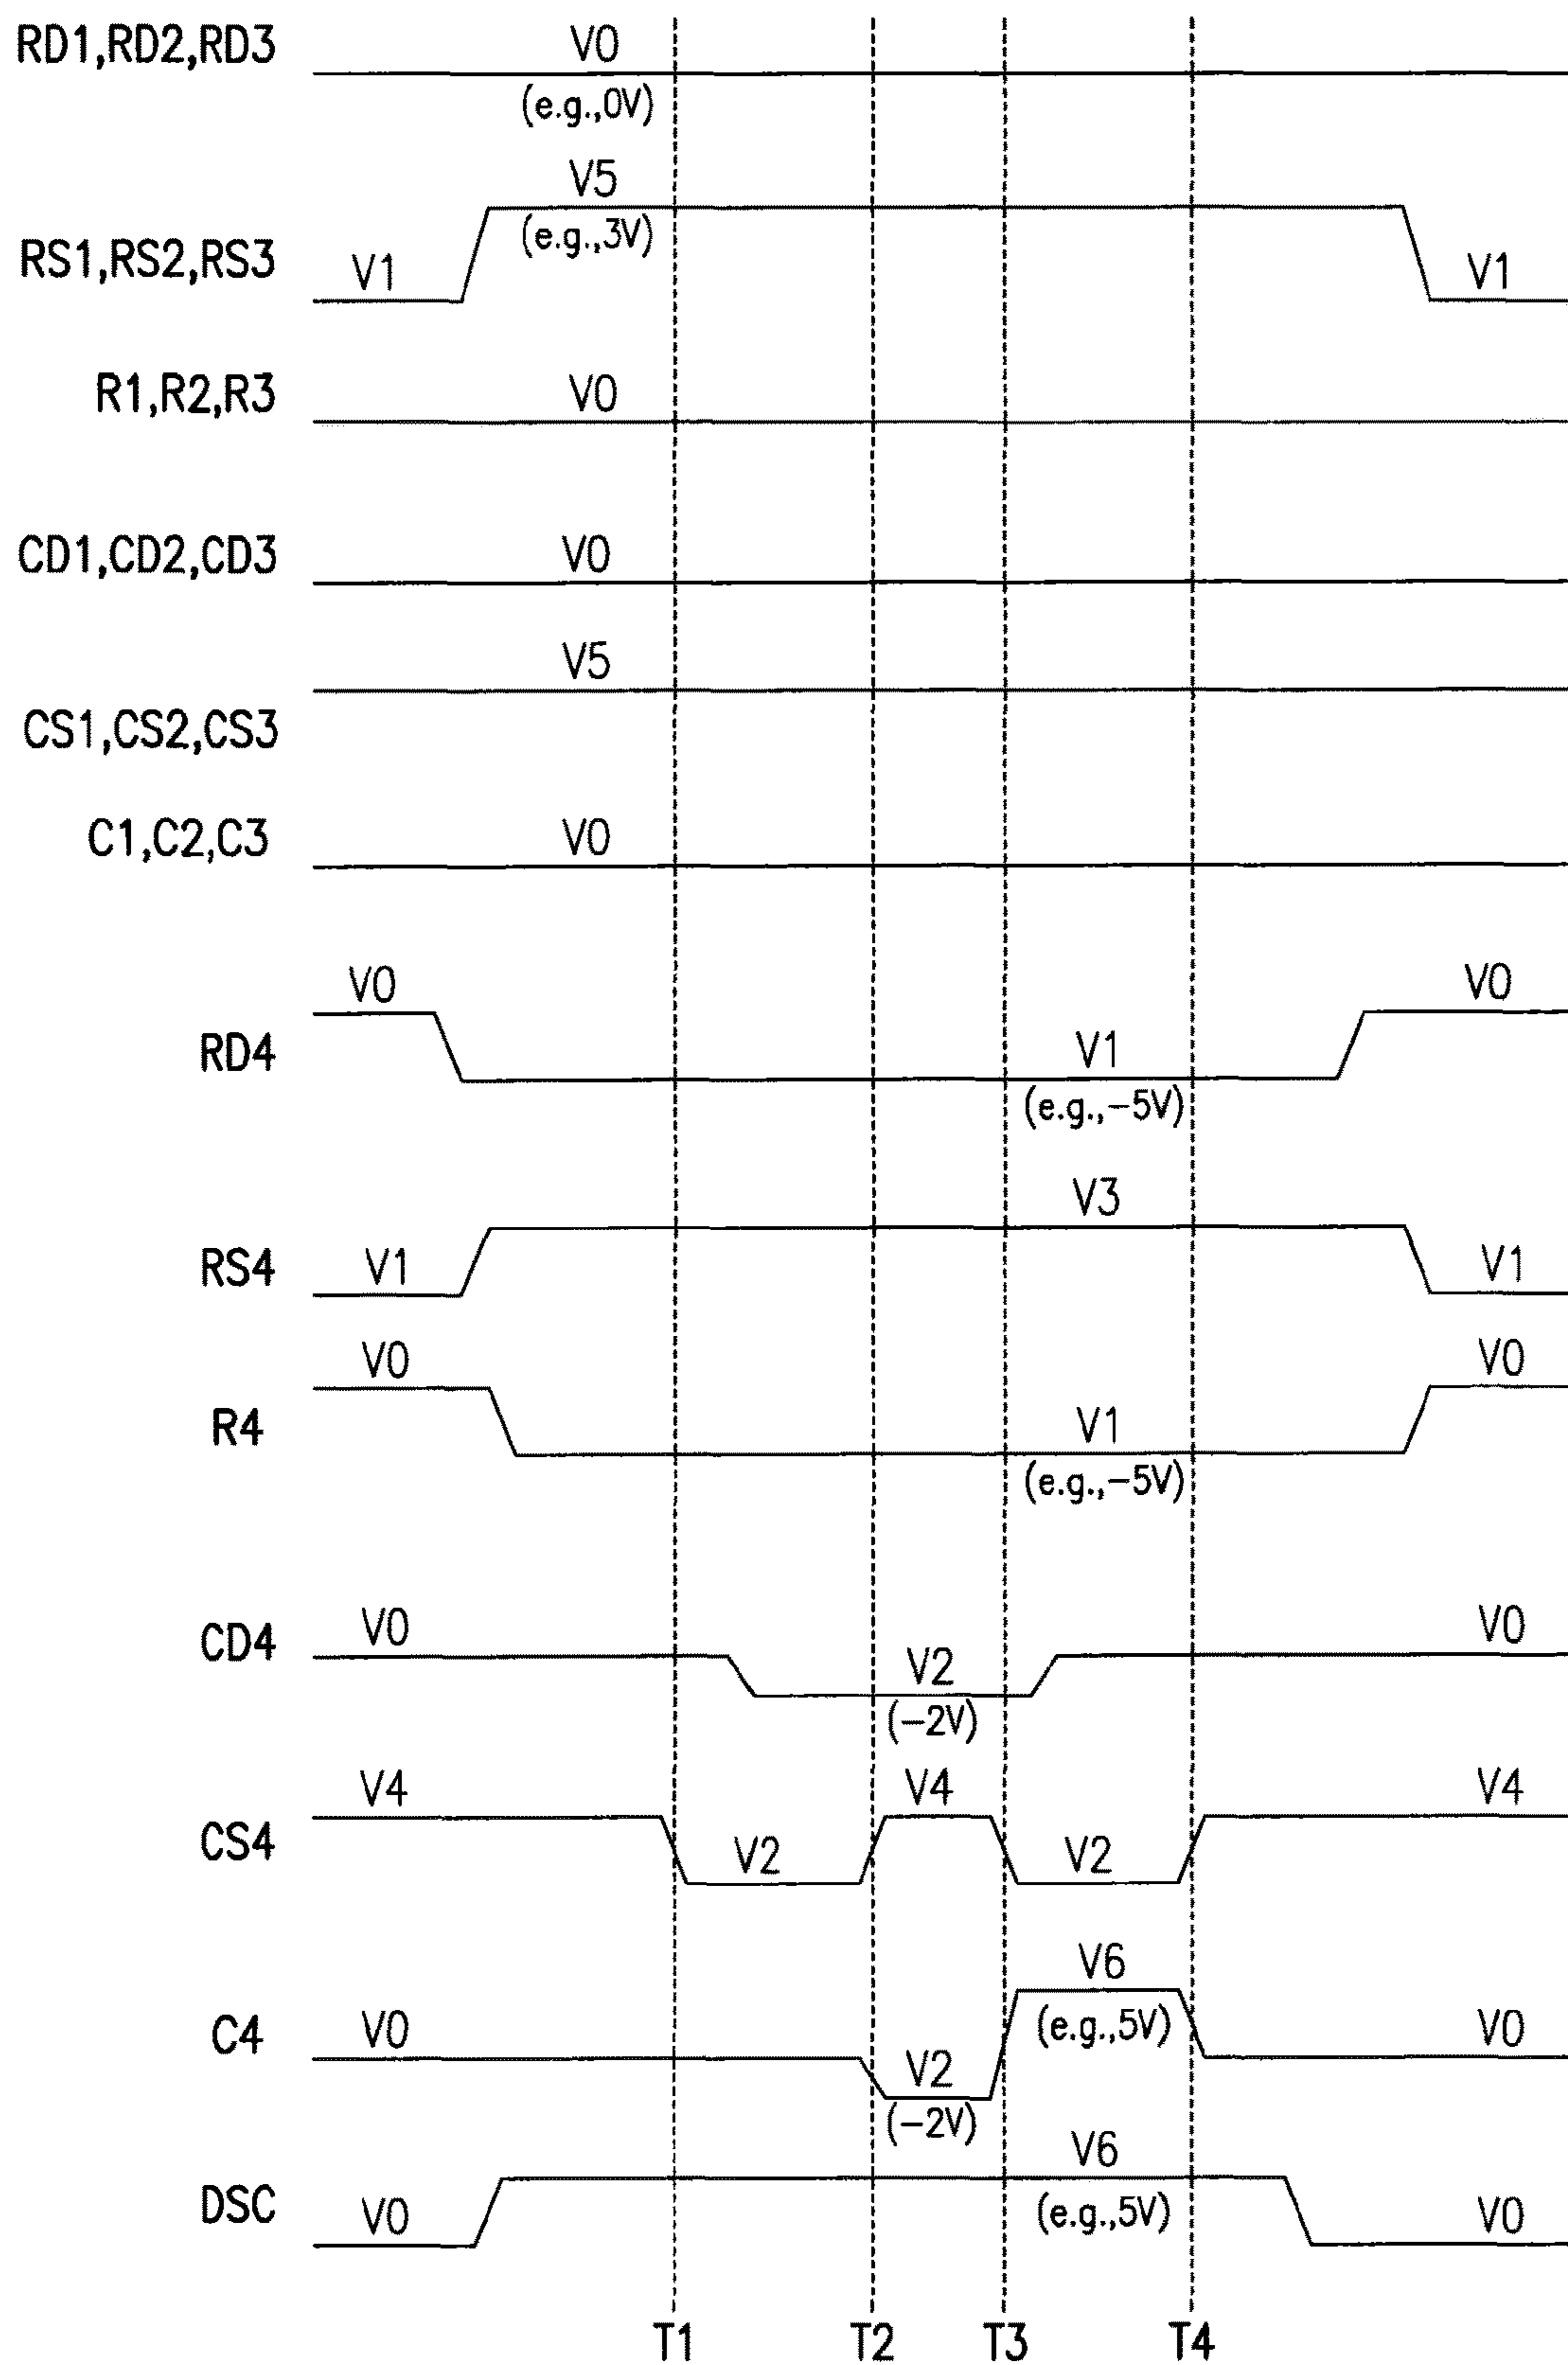 RD1,RD2,RD3
V0
(e.g.,0V)
V5
(e.g.,3V)
RS1,RS2,RS3
V1
V1
R1,R2,R3
V0
CD1,CD2,CD3
V0
V5
CS1,CS2,CS3
C1,C2,C3
V0
V0
V0
RD4
V1
(e.g.,-5V)
V3
RS4
V1
V1
V0
V0
R4
V1
(e.g.,-5V)
CD4
V0
V0
V2
(-2V)
V4
V4
V4
CS4
V2
V2
V6
(e.g.,5V)
C4
V0
V0
V2
(-2V)
V6
(e.g.,5V)
DSC
V0
V0
T1 T2 T3 T4